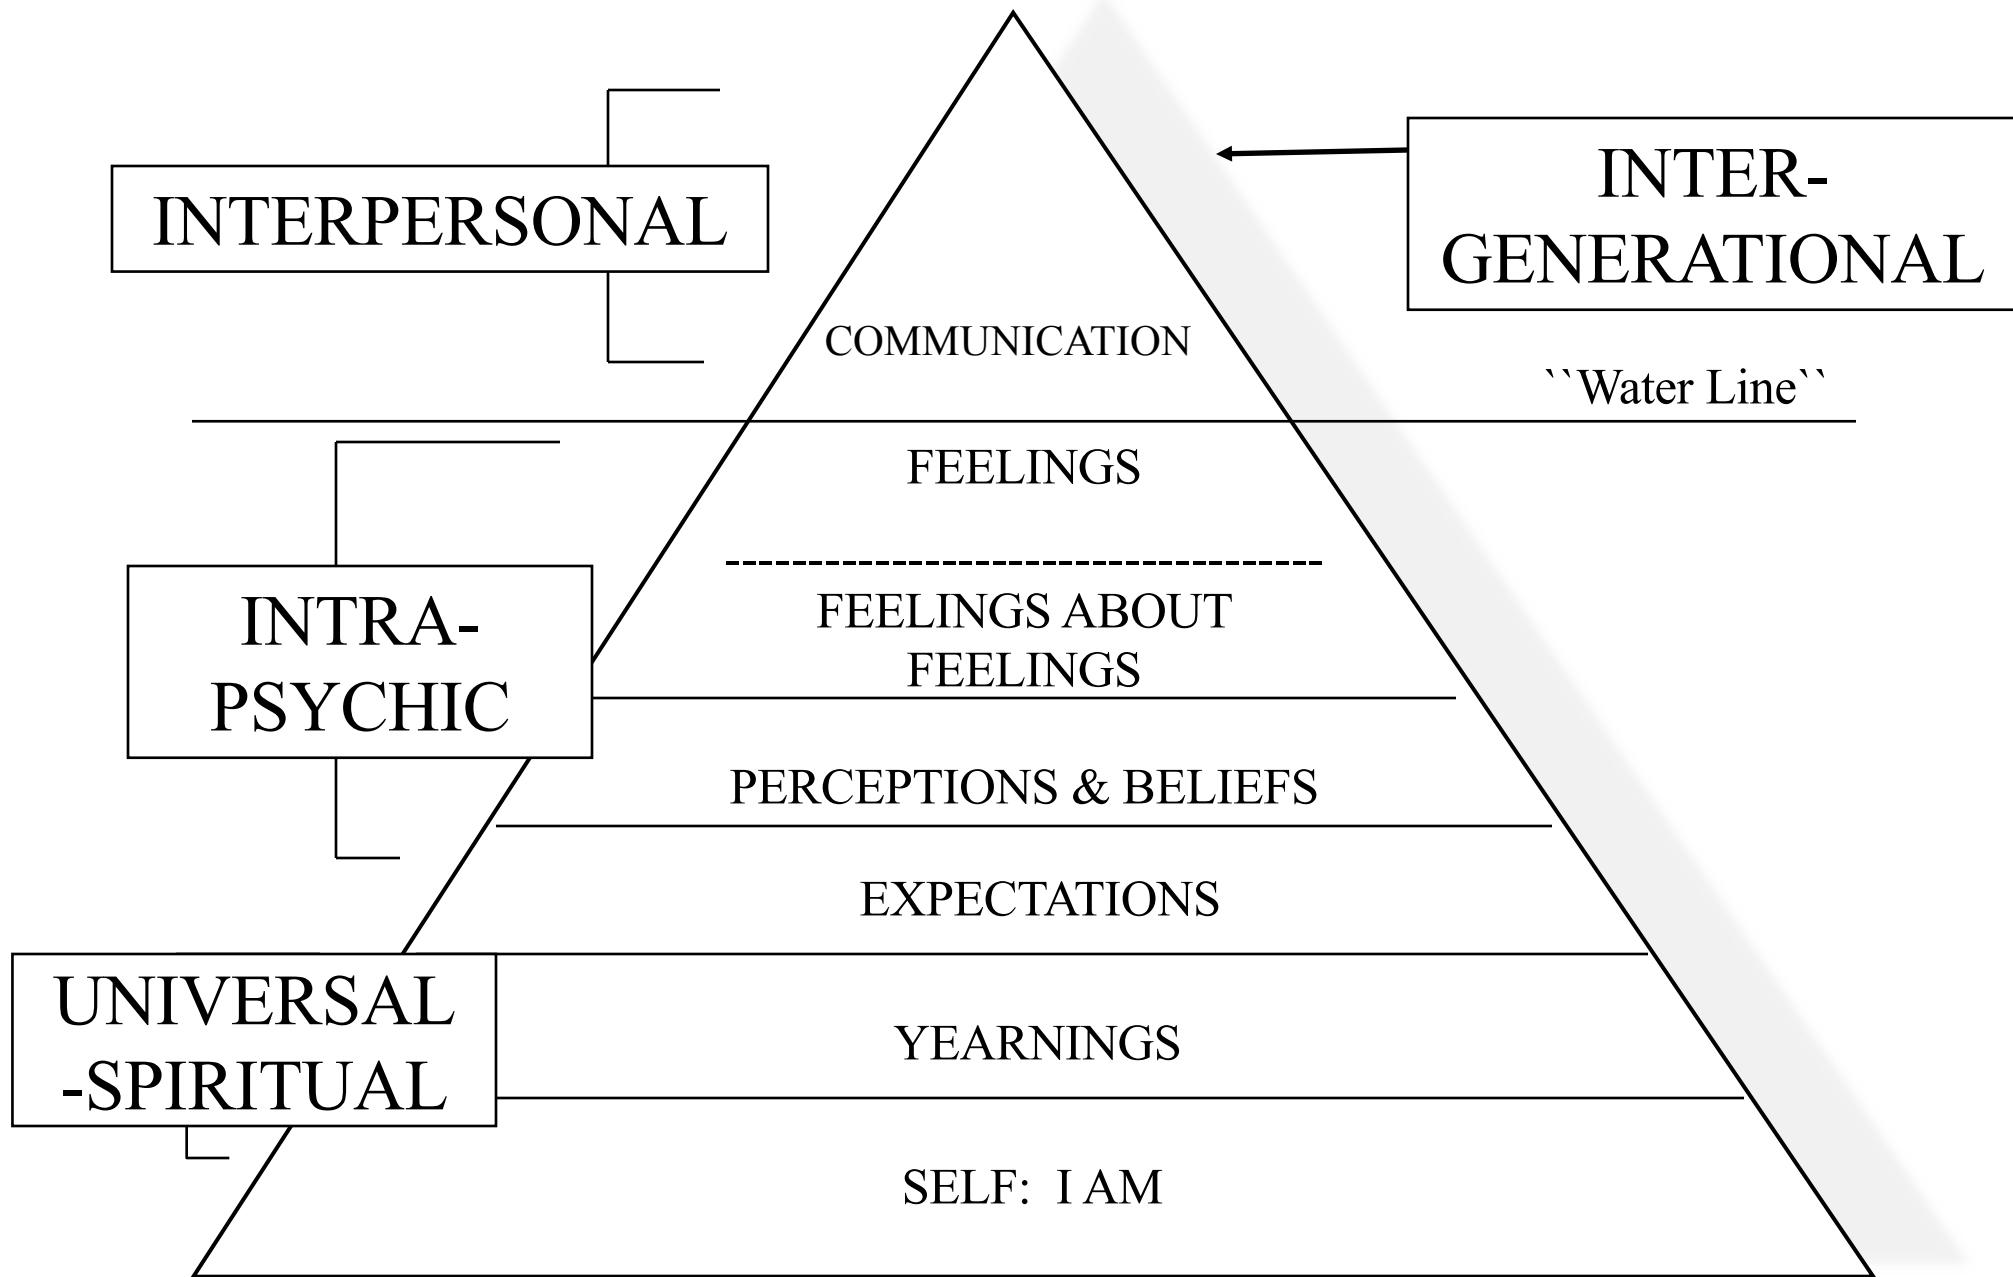 INTERPERSONAL
INTER-
GENERATIONAL
COMMUNICATION
``Water Line``
FEELINGS
FEELINGS ABOUT
FEELINGS
INTRA-
PSYCHIC
PERCEPTIONS & BELIEFS
EXPECTATIONS
UNIVERSAL
-SPIRITUAL
YEARNINGS
SELF: I AM